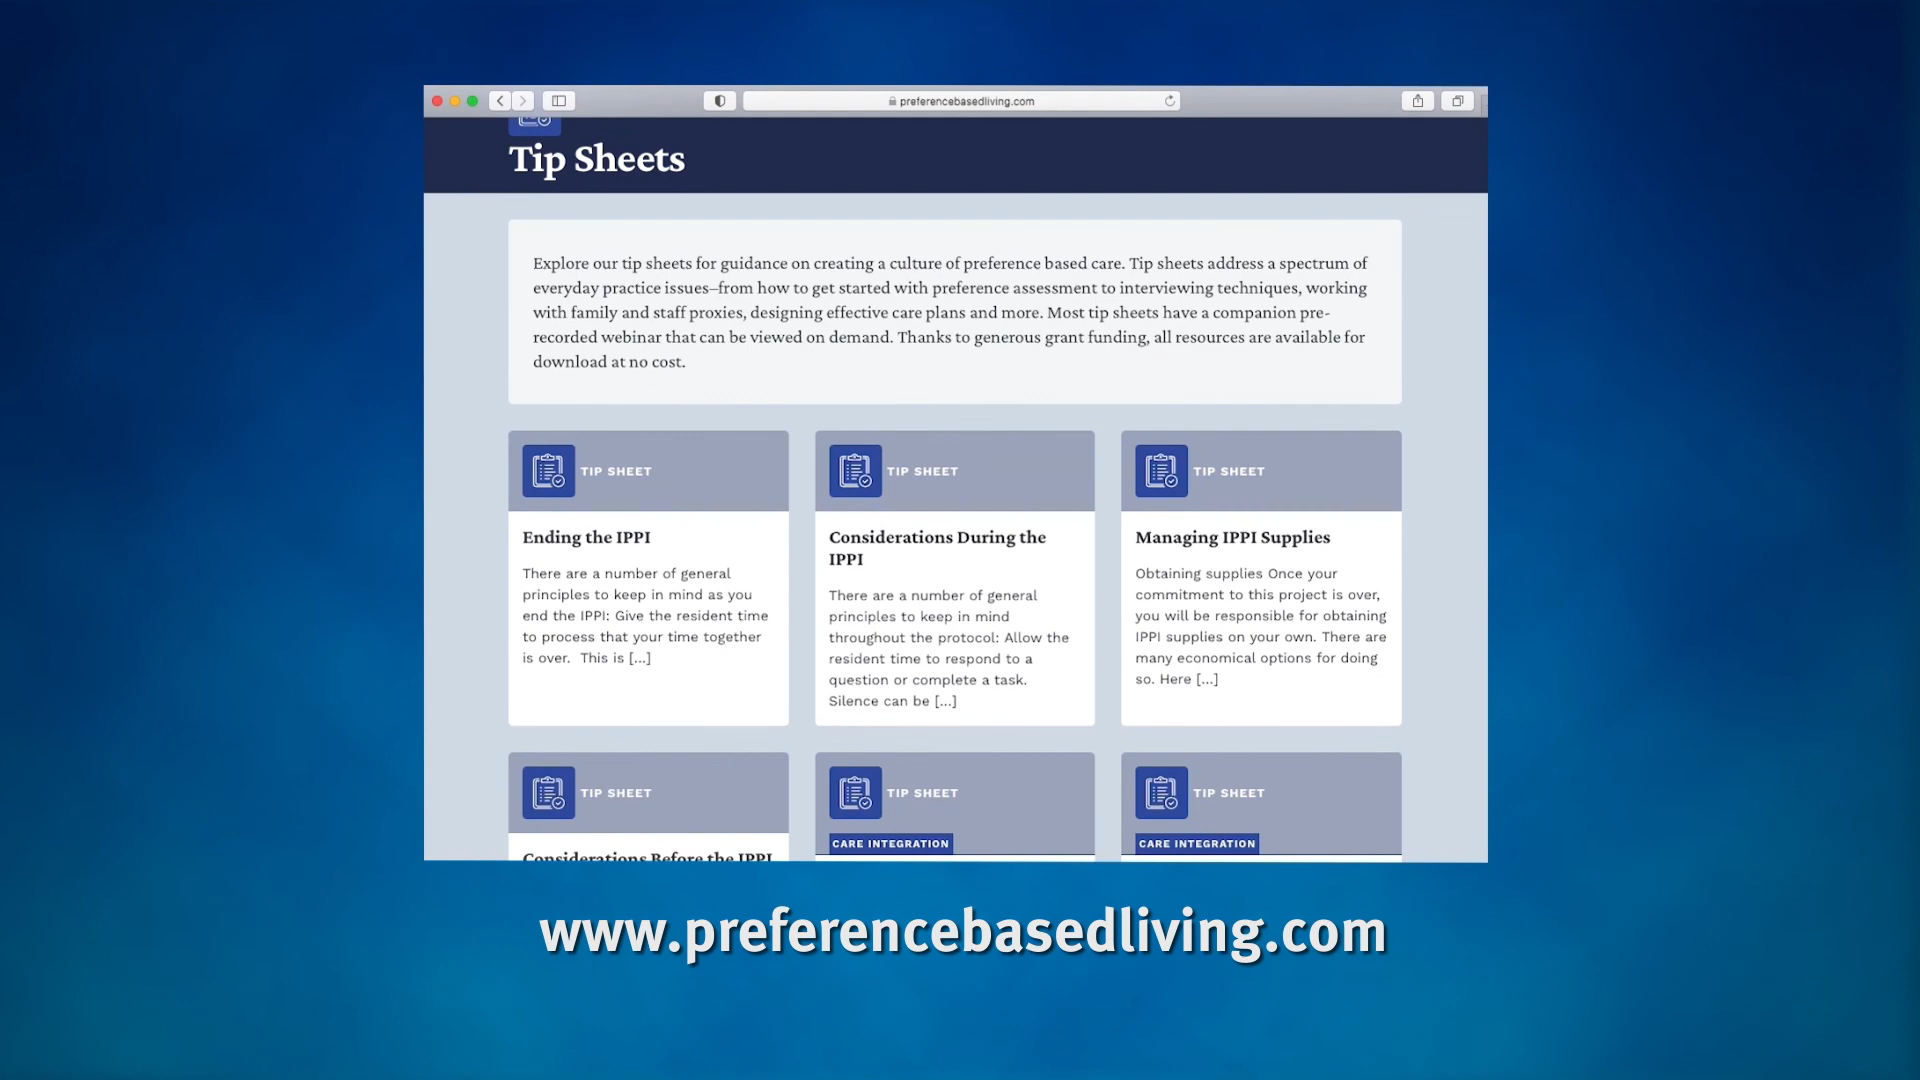 preferencebasedliving.com
Tip Sheets
Explore our tip sheets for guidance on creating a culture of preference based care. Tip sheets address a spectrum of
everyday practice issues–from how to get started with preference assessment to interviewing techniques, working
with family and staff proxies, designing effective care plans and more. Most tip sheets have a companion pre-
recorded webinar that can be viewed on demand. Thanks to generous grant funding, all resources are available for
download at no cost.
TIP SHEET
Ending the IPPI
There are a number of general
principles to keep in mind as you
end the IPPI: Give the resident time
to process that your time together
is over.  This is [...]
TIP SHEET
Considerations During the
IPPI
There are a number of general
principles to keep in mind
throughout the protocol: Allow the
resident time to respond to a
question or complete a task.
Silence can be [...]
TIP SHEET
Managing IPPI Supplies
Obtaining supplies Once your
commitment to this project is over,
you will be responsible for obtaining
IPPI supplies on your own. There are
many economical options for doing
so. Here [...]
TIP SHEET
Considerations Before the IPPI
TIP SHEET
CARE INTEGRATION
TIP SHEET
CARE INTEGRATION
www.preferencebasedliving.com